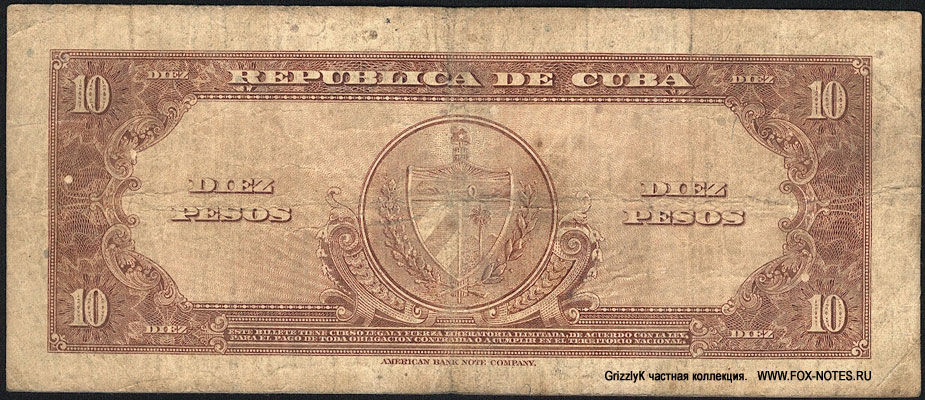 10 DIEZ REPUBLICA DE CUBA DIEZ 10
DIEZ
PESOS
DIEZ
PESOS
10 DIEZ DIEZ 10
ESTE BILLETE TIENE CURSO LEGAL Y FUERZA LIBERATORIA ILIMITADA, DE ACUERDO CON LA LEY,
PARA EL PAGO DE TODA OBLIGACION CONTRAIDA O A CUMPLIR EN EL TERRITORIO NACIONAL.
AMERICAN BANK NOTE COMPANY.
GrizzlyK частная коллекция. WWW.FOX-NOTES.RU